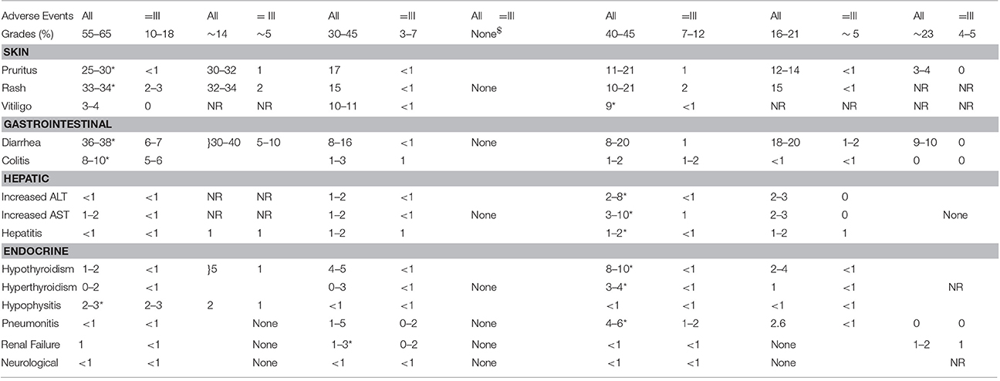 Adverse Events All =III All = III All =III All =III All =III All =III All =III
Grades (%) 55–65 10–18 ∼14 ∼5 30–45 3–7 None$ 40–45 7–12 16–21 ∼ 5 ∼23 4–5
SKIN
Pruritus 25–30* <1 30–32 1 17 <1 11–21 1 12–14 <1 3–4 0
Rash 33–34* 2–3 32–34 2 15 <1 None 10–21 2 15 <1 NR NR
Vitiligo 3–4 0 NR NR 10–11 <1 9* <1 NR NR NR NR
GASTROINTESTINAL
Diarrhea 36–38* 6–7 }30–40 5–10 8–16 <1 None 8–20 1 18–20 1–2 9–10 0
Colitis 8–10* 5–6 1–3 1 1–2 1–2 <1 <1 0 0
HEPATIC
Increased ALT <1 <1 NR NR 1–2 <1 2–8* <1 2–3 0
Increased AST 1–2 <1 NR NR 1–2 <1 None 3–10* 1 2–3 0 None
Hepatitis <1 <1 1 1 1–2 1 1–2* <1 1–2 1
ENDOCRINE
Hypothyroidism 1–2 <1 }5 1 4–5 <1 8–10* <1 2–4 <1
Hyperthyroidism 0–2 <1 0–3 <1 None 3–4* <1 1 <1 NR
Hypophysitis 2–3* 2–3 2 1 <1 <1 <1 <1 <1 <1
Pneumonitis <1 <1 None 1–5 0–2 None 4–6* 1–2 2.6 <1 0 0
Renal Failure 1 <1 None 1–3* 0–2 None <1 <1 None 1–2 1
Neurological <1 <1 None <1 <1 None <1 <1 None NR